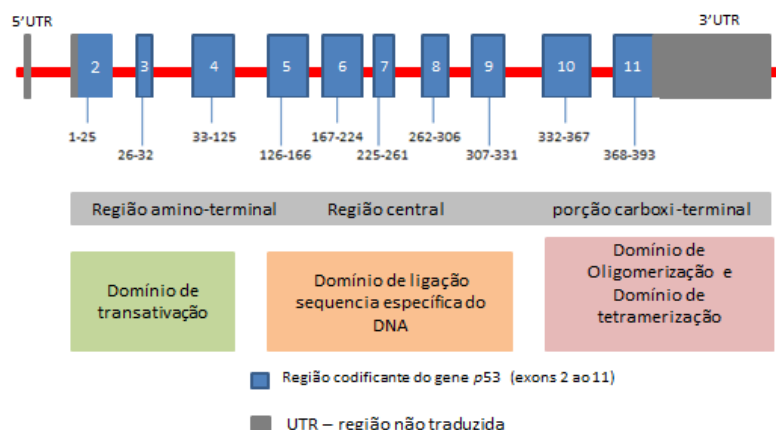 5'UTR
3'UTR
2 3 4 5 6 7 8 9 10 11
1-25 33-125 167-224 262-306 332-367
26-32 126-166 225-261 307-331 368-393
Região amino-terminal Região central porção carboxi-terminal
Domínio de
transativação
Domínio de ligação
sequencia específica do
DNA
Domínio de
Oligomerização e
Domínio de
tetramerização
Região codificante do gene p53 (exons 2 ao 11)
UTR – região não traduzida